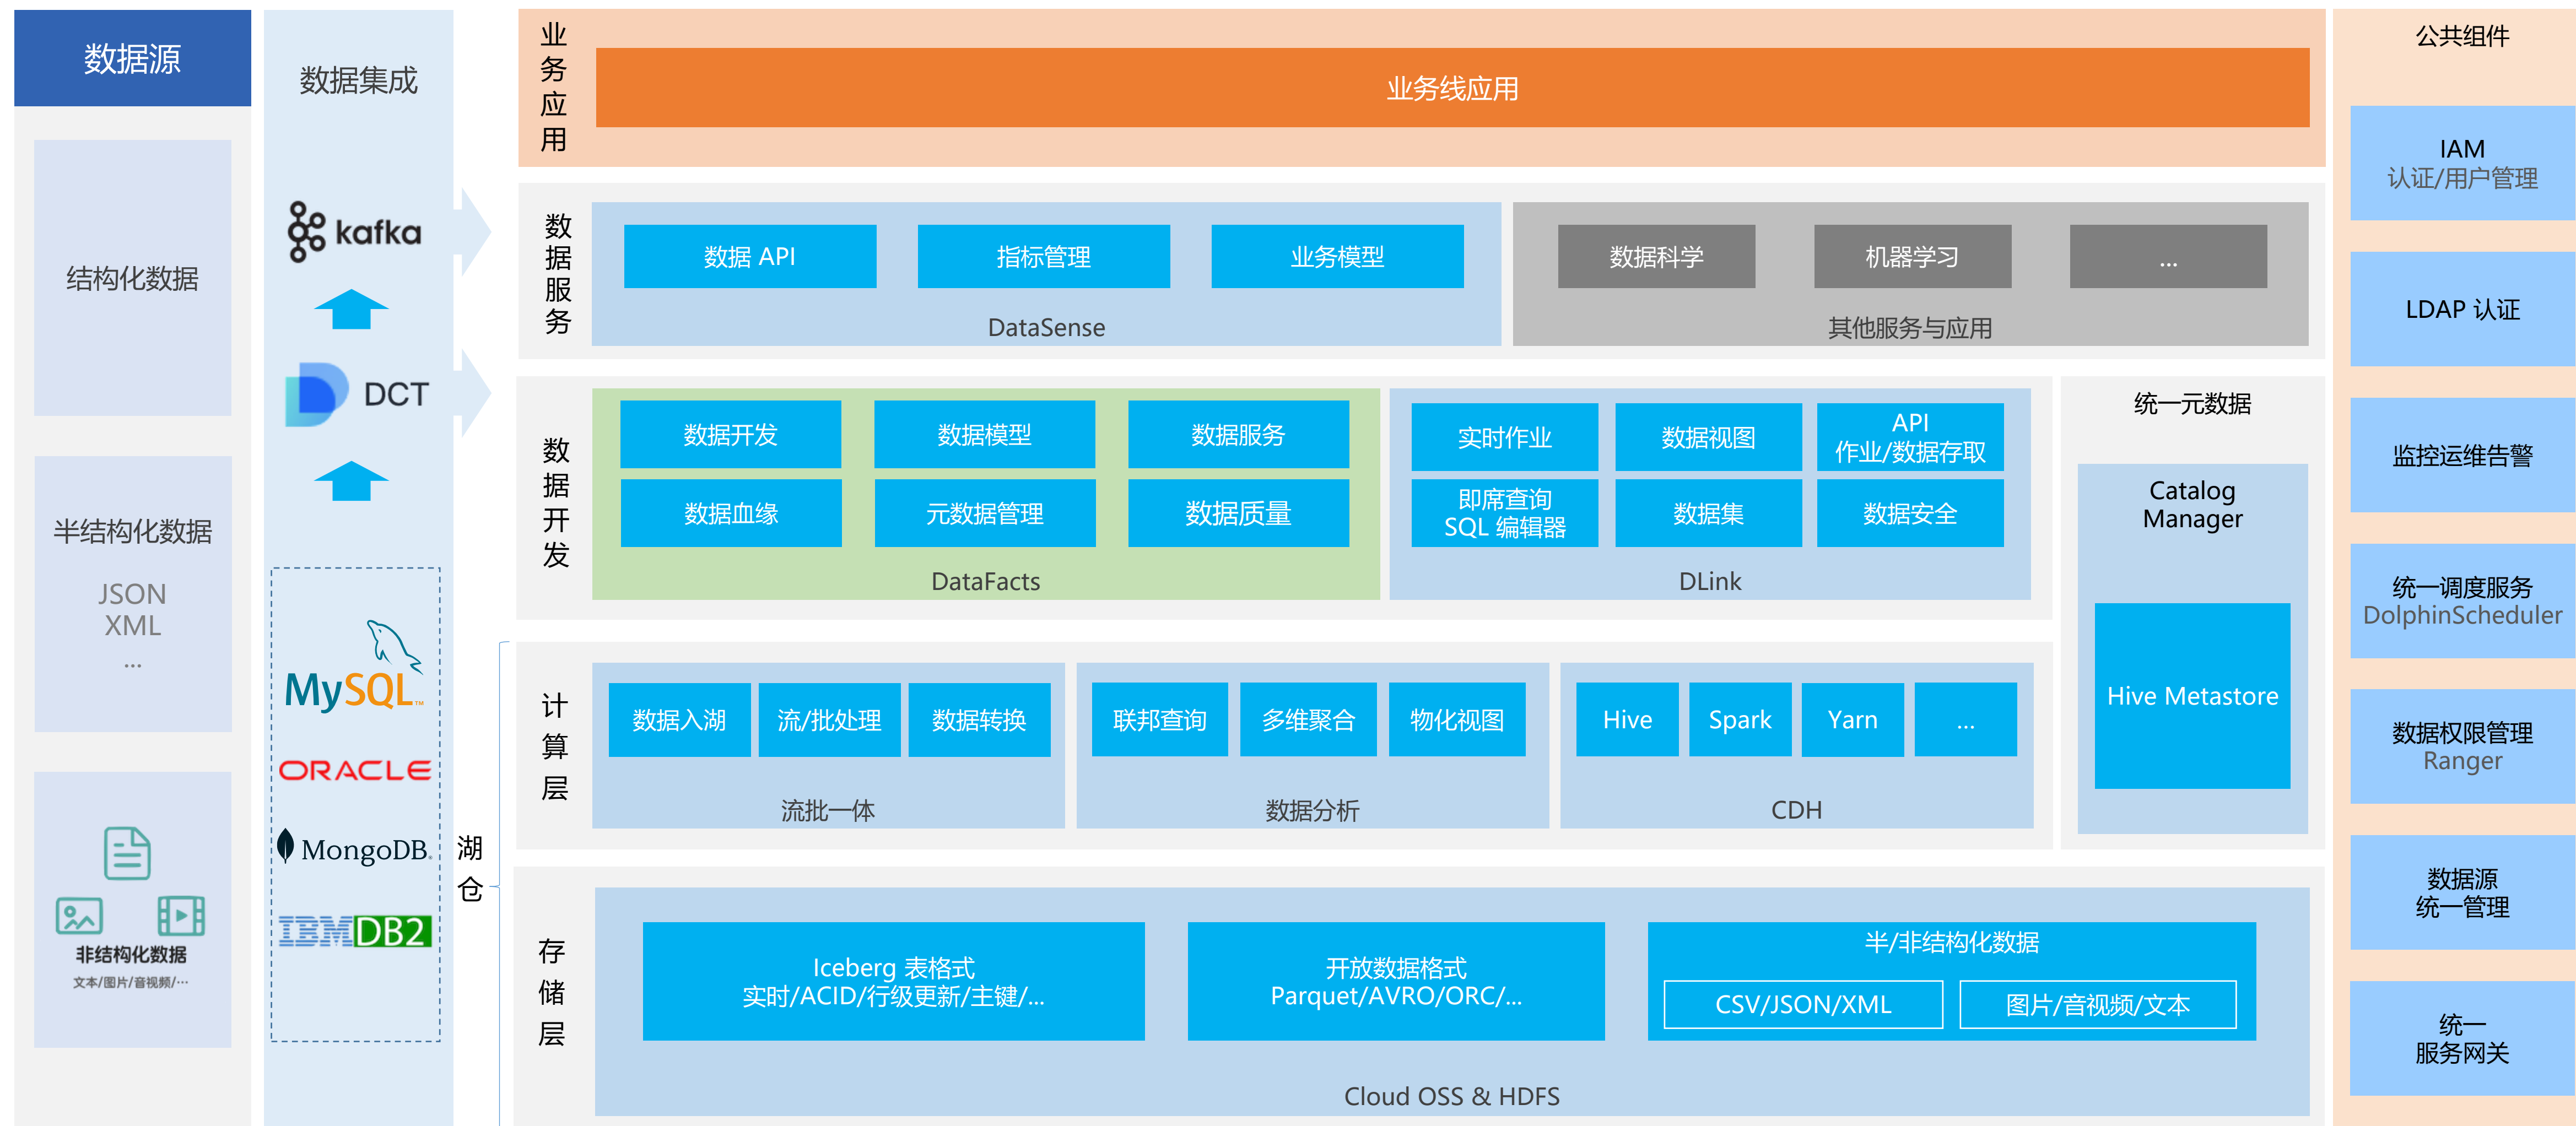 数据源
结构化数据
半结构化数据
JSON
XML
...
非结构化数据
文本/图片/音视频/...
数据集成
kafka
DCT
MySQL™
ORACLE
MongoDB®
IBM DB2
湖仓
业务应用
业务线应用
数据服务
数据 API
指标管理
业务模型
DataSense
数据科学
机器学习
...
其他服务与应用
数据开发
数据开发
数据模型
数据服务
数据血缘
元数据管理
数据质量
DataFacts
实时作业
数据视图
API
作业/数据存取
即席查询
SQL 编辑器
数据集
数据安全
DLink
统一元数据
Catalog
Manager
Hive Metastore
计算层
数据入湖
流/批处理
数据转换
流批一体
联邦查询
多维聚合
物化视图
数据分析
Hive
Spark
Yarn
...
CDH
存储层
Iceberg 表格式
实时/ACID/行级更新/主键/...
开放数据格式
Parquet/AVRO/ORC/...
半/非结构化数据
CSV/JSON/XML
图片/音视频/文本
Cloud OSS & HDFS
公共组件
IAM
认证/用户管理
LDAP 认证
监控运维告警
统一调度服务
DolphinScheduler
数据权限管理
Ranger
数据源
统一管理
统一
服务网关